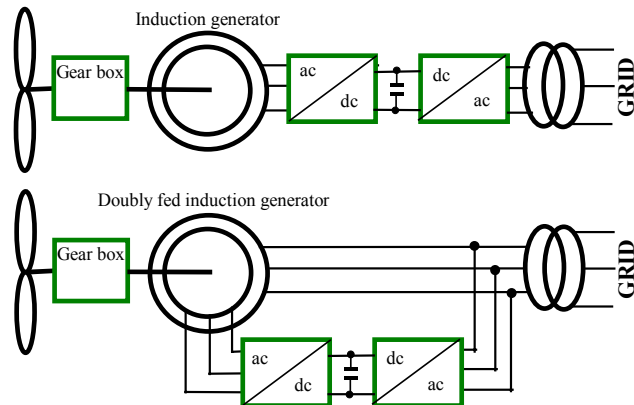 Induction generator
Gear box
ac
dc
dc
ac
GRID
Doubly fed induction generator
Gear box
ac
dc
dc
ac
GRID